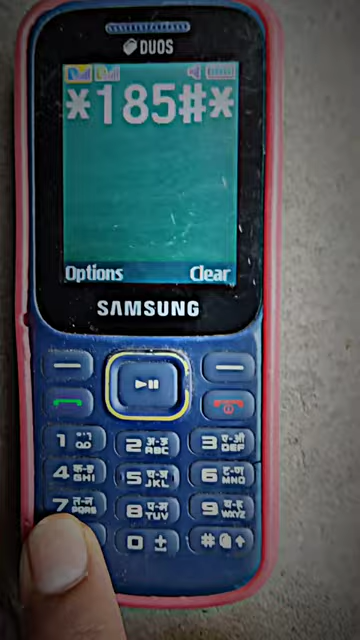 DUOS
*185#*
Options Clear
SAMSUNG
1
2 अ-ऋ ABC
3 ए-औ DEF
4 क-ङ GHI
5 च-ञ JKL
6 ट-ण MNO
7 त-न PQRS
8 प-म TUV
9 य-ह WXYZ
0 +
#